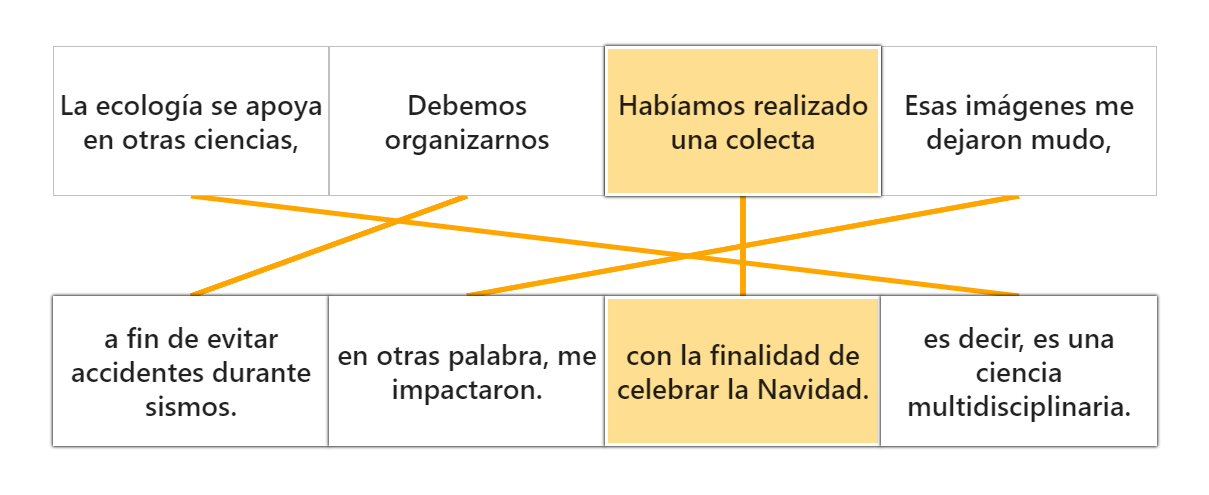 La ecología se apoya
en otras ciencias,
Debemos
organizarnos
Habíamos realizado
una colecta
Esas imágenes me
dejaron mudo,
a fin de evitar
accidentes durante
sismos.
en otras palabra, me
impactaron.
con la finalidad de
celebrar la Navidad.
es decir, es una
ciencia
multidisciplinaria.